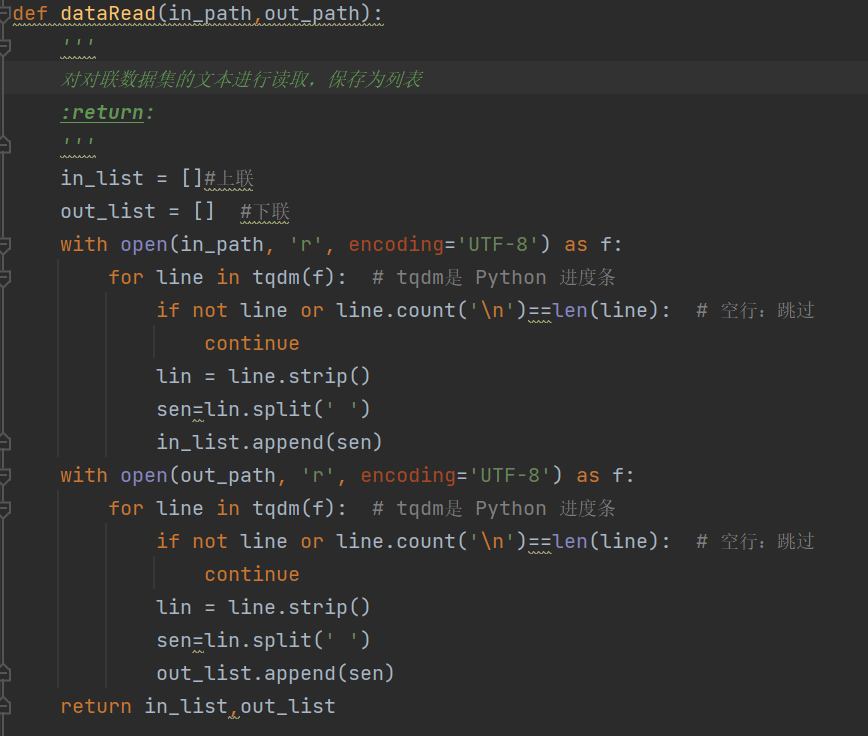 def dataRead(in_path,out_path):
    '''
    对对联数据集的文本进行读取，保存为列表
    :return:
    '''
    in_list = []#上联
    out_list = []  #下联
    with open(in_path, 'r', encoding='UTF-8') as f:
        for line in tqdm(f):  # tqdm是 Python 进度条
            if not line or line.count('\n')==len(line):  # 空行：跳过
                continue
            lin = line.strip()
            sen=lin.split(' ')
            in_list.append(sen)
    with open(out_path, 'r', encoding='UTF-8') as f:
        for line in tqdm(f):  # tqdm是 Python 进度条
            if not line or line.count('\n')==len(line):  # 空行：跳过
                continue
            lin = line.strip()
            sen=lin.split(' ')
            out_list.append(sen)
    return in_list,out_list